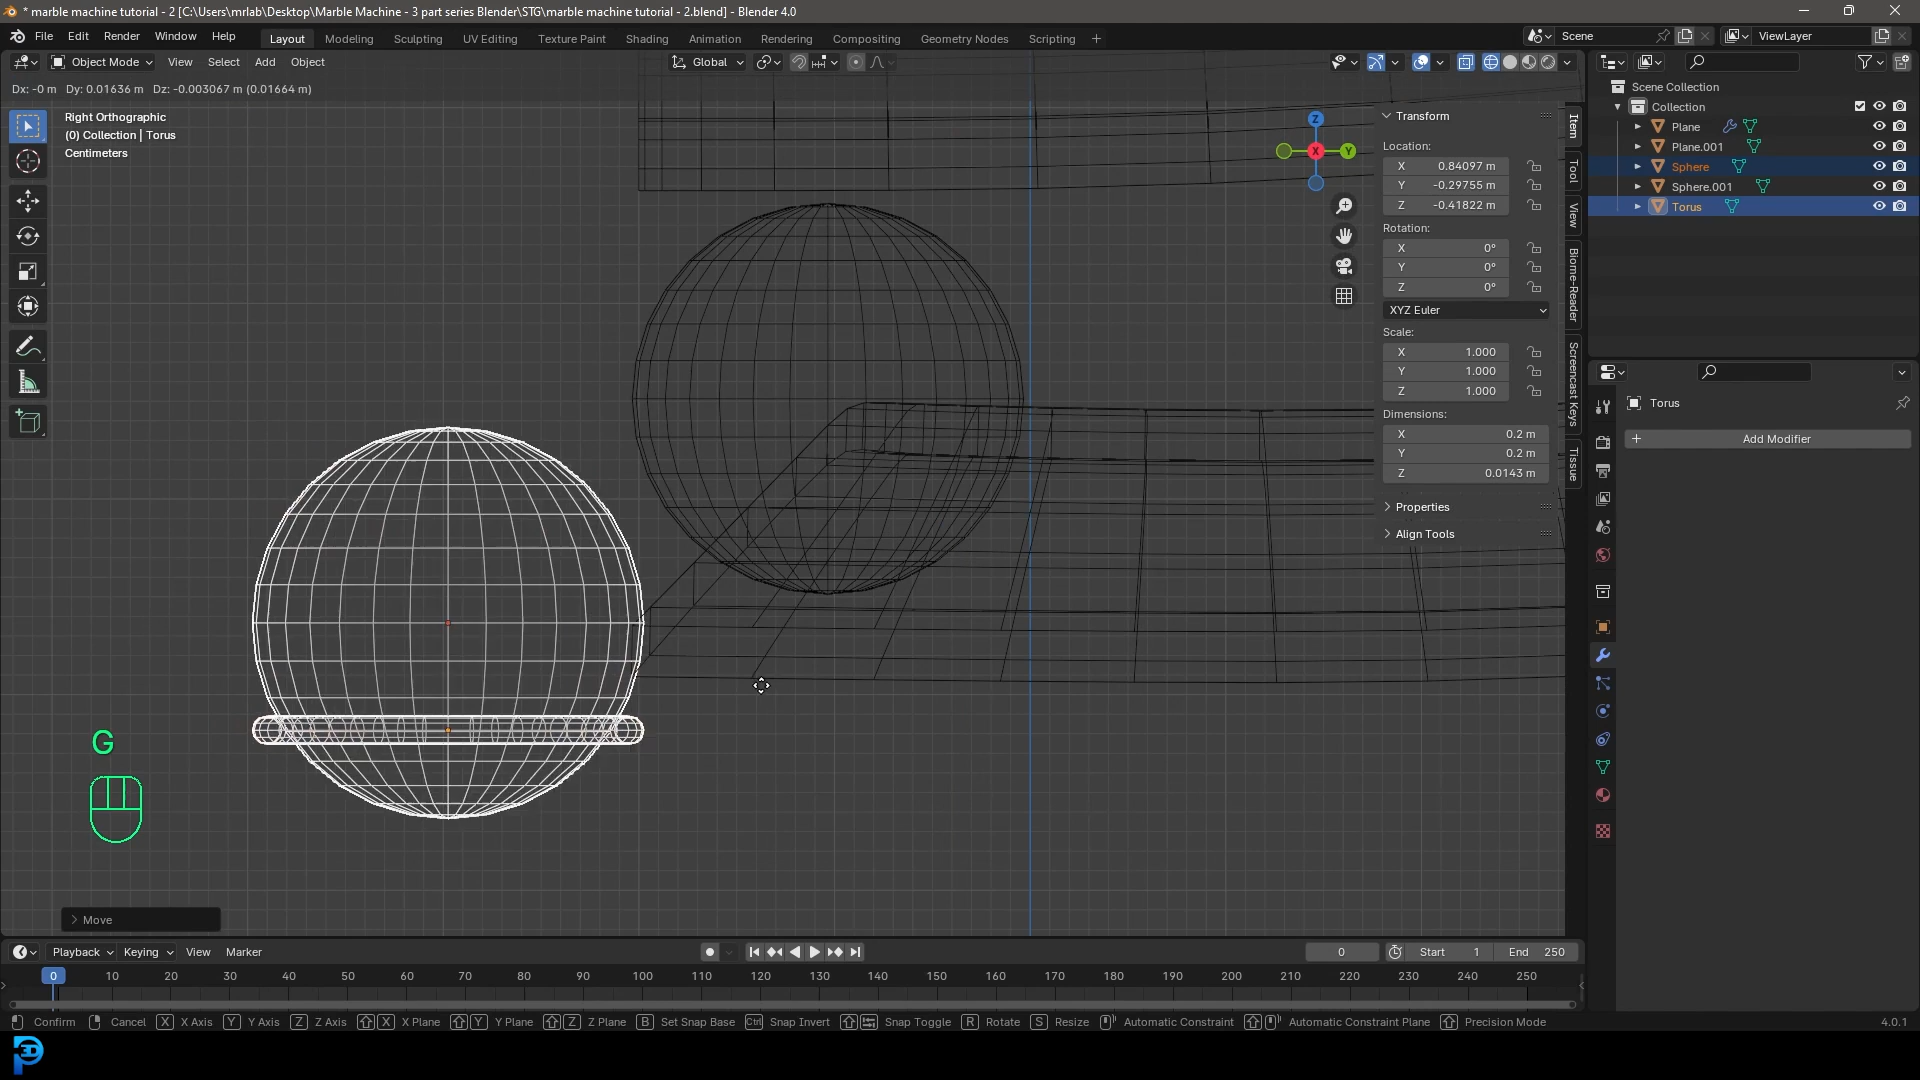 * marble machine tutorial - 2 [C:\Users\mrlab\Desktop\Marble Machine - 3 part series Blender\STG\marble machine tutorial - 2.blend] - Blender 4.0
File Edit Render Window Help
Layout Modeling Sculpting UV Editing Texture Paint Shading Animation Rendering Compositing Geometry Nodes Scripting +
Scene
ViewLayer
Object Mode View Select Add Object
Global
Dx: -0 m Dy: 0.01636 m Dz: -0.003067 m (0.01664 m)
Right Orthographic
(0) Collection | Torus
Centimeters
Z
X
Y
Transform
Location:
X 0.84097 m
Y -0.29755 m
Z -0.41822 m
Rotation:
X 0°
Y 0°
Z 0°
XYZ Euler
Scale:
X 1.000
Y 1.000
Z 1.000
Dimensions:
X 0.2 m
Y 0.2 m
Z 0.0143 m
Properties
Align Tools
Item
Tool
View
Biome-Reader
Screencast Keys
Tissue
Scene Collection
Collection
Plane
Plane.001
Sphere
Sphere.001
Torus
Torus
+ Add Modifier
G
Move
Playback Keying View Marker
0
Start 1
End 250
0 10 20 30 40 50 60 70 80 90 100 110 120 130 140 150 160 170 180 190 200 210 220 230 240 250
Confirm Cancel X X Axis Y Y Axis Z Z Axis X X Plane Y Y Plane Z Z Plane B Set Snap Base Ctrl Snap Invert Snap Toggle R Rotate S Resize Automatic Constraint Automatic Constraint Plane Precision Mode
4.0.1